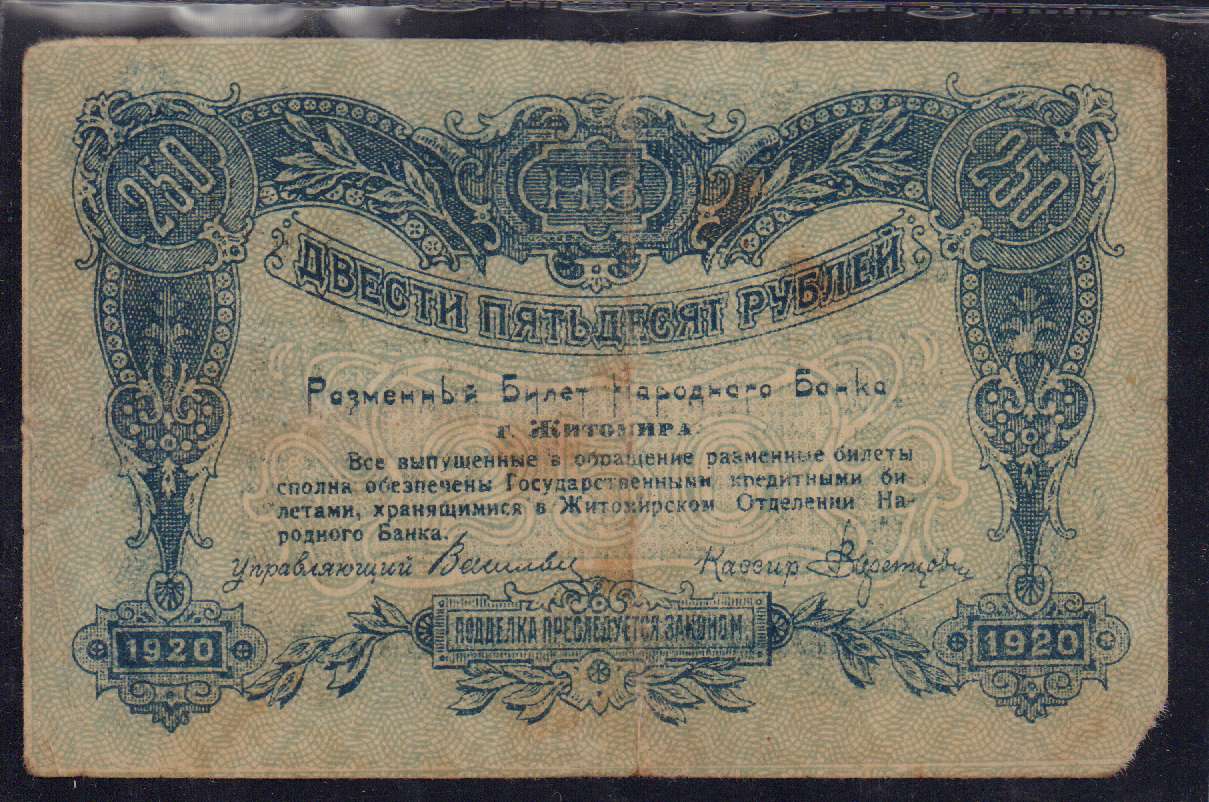 250
НБ
250
ДВЕСТИ ПЯТЬДЕСЯТ РУБЛЕЙ
Разменный Билет Народного Банка
г. Житомира.
Все выпущенные в обращение разменные билеты
сполна обезпечены Государственными кредитными би-
летами, хранящимися в Житомирском Отделении На-
родного Банка.
Управляющий
Кассир
ПОДДЕЛКА ПРЕСЛЕДУЕТСЯ ЗАКОНОМ.
1920
1920